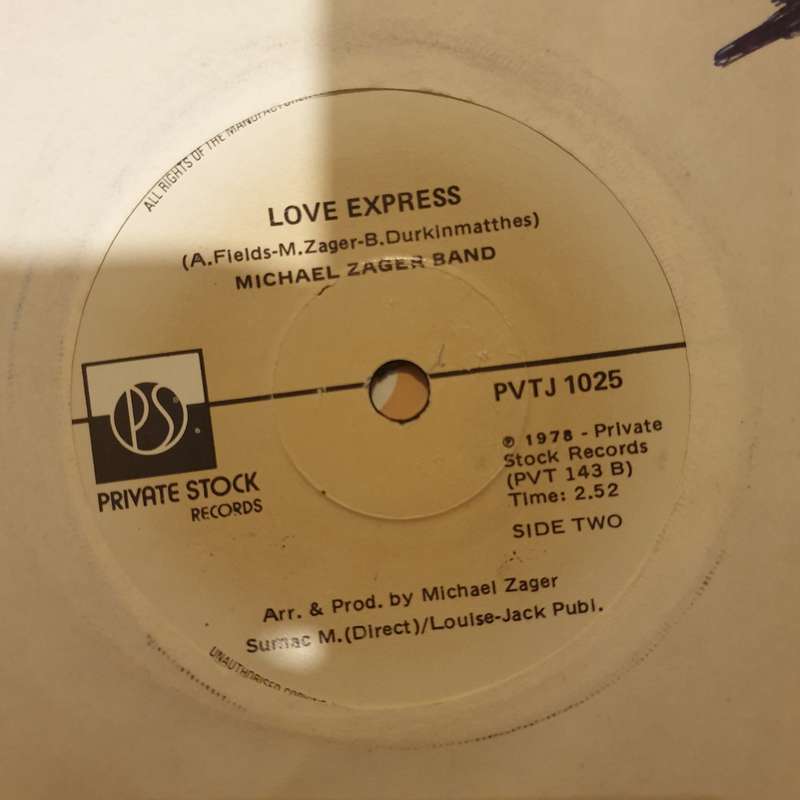 ALL RIGHTS OF THE
LOVE EXPRESS
(A.Fields-M.Zager-B.Durkinmatthes)
MICHAEL ZAGER BAND
PS
PRIVATE STOCK
RECORDS
PVTJ 1025
℗ 1978 - Private
Stock Records
(PVT 143 B)
Time: 2.52
SIDE TWO
Arr. & Prod. by Michael Zager
Sumac M.(Direct)/Louise-Jack Publ.
UNAUTHORISED